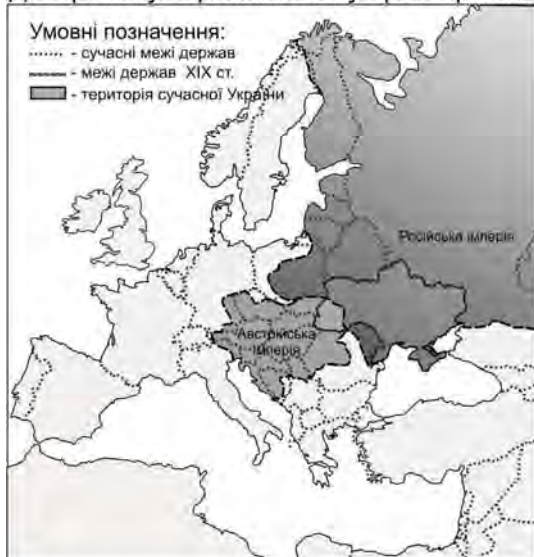 Умовні позначення:
- сучасні межі держав
- межі держав XIX ст.
- територія сучасної України
Російська імперія
Австрійська
імперія